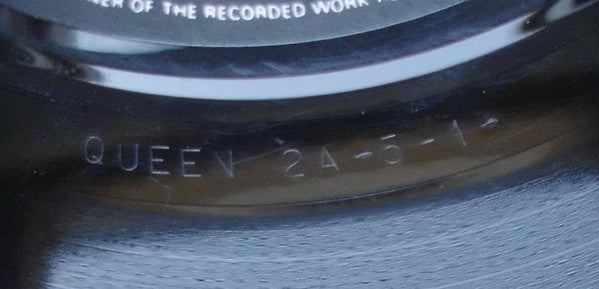 OF THE RECORDED WORK
QUEEN 2A-5-1-